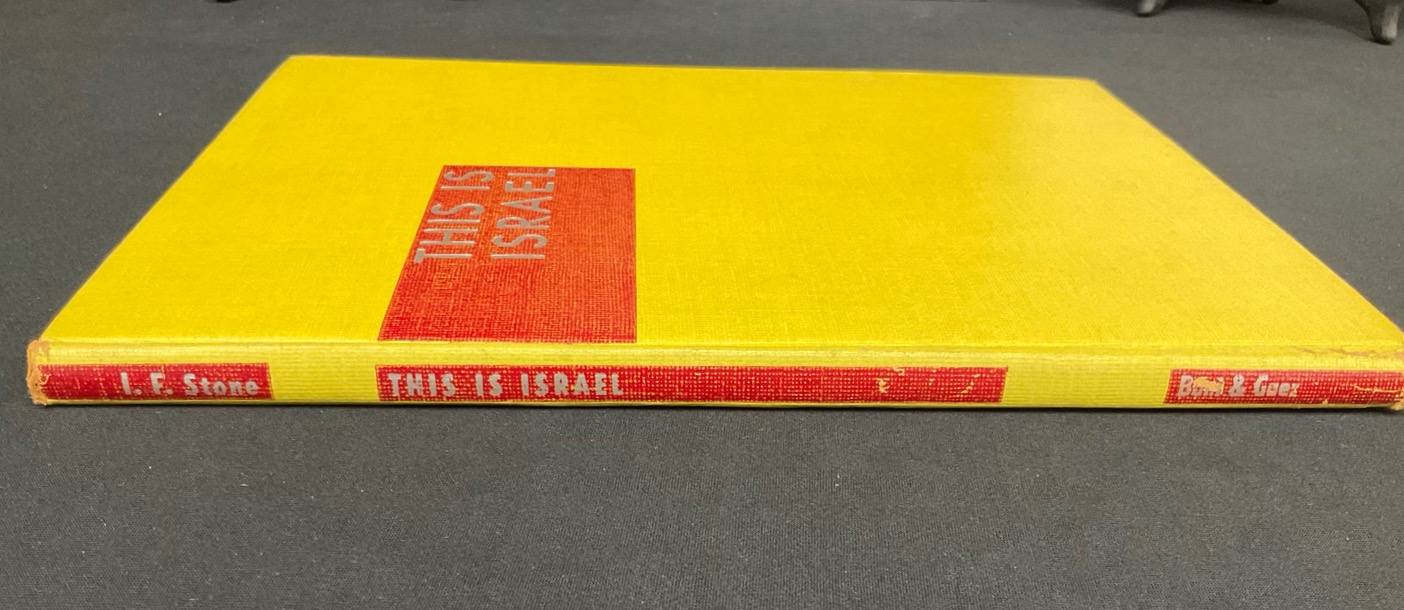 THIS IS
ISRAEL
I. F. Stone
THIS IS ISRAEL
Boni & Gaer